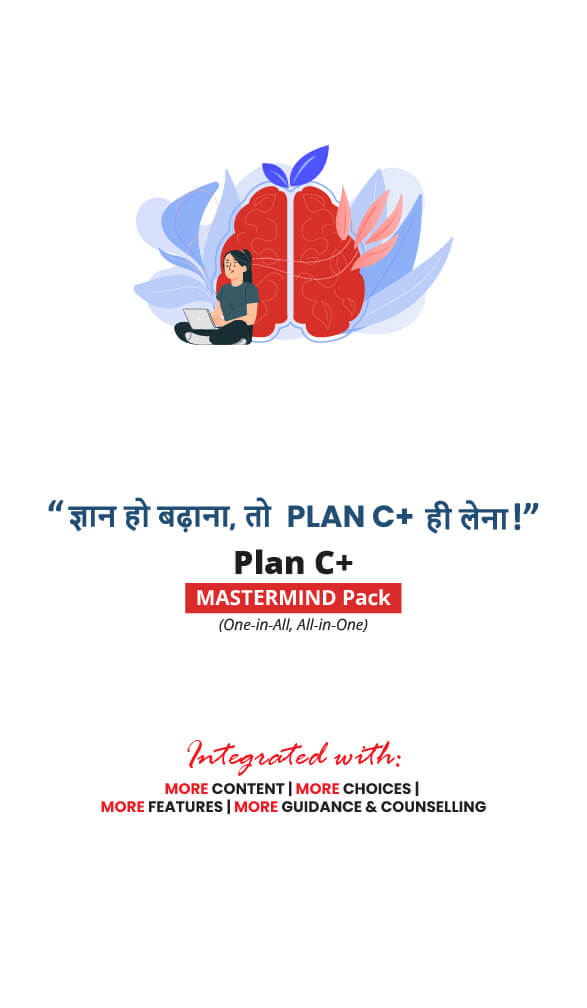 “ज्ञान हो बढ़ाना, तो PLAN C+ ही लेना!”
Plan C+
MASTERMIND Pack
(One-in-All, All-in-One)
Integrated with:
MORE CONTENT | MORE CHOICES |
MORE FEATURES | MORE GUIDANCE & COUNSELLING